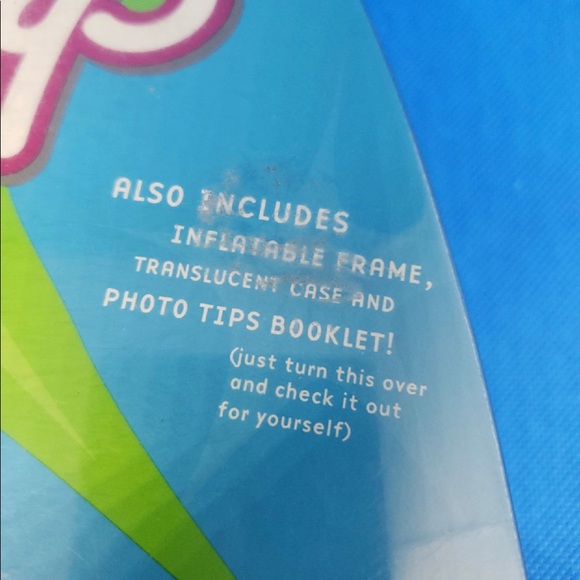 ALSO INCLUDES
INFLATABLE FRAME,
TRANSLUCENT CASE AND
PHOTO TIPS BOOKLET!
(just turn this over
and check it out
for yourself)